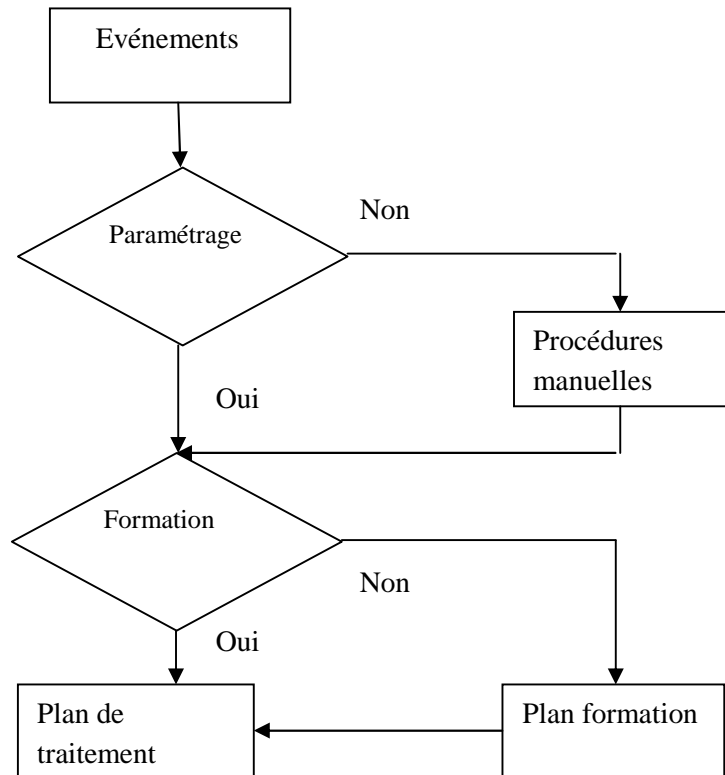 Evénements
Non
Paramétrage
Procédures
manuelles
Oui
Formation
Non
Oui
Plan de
traitement
Plan formation